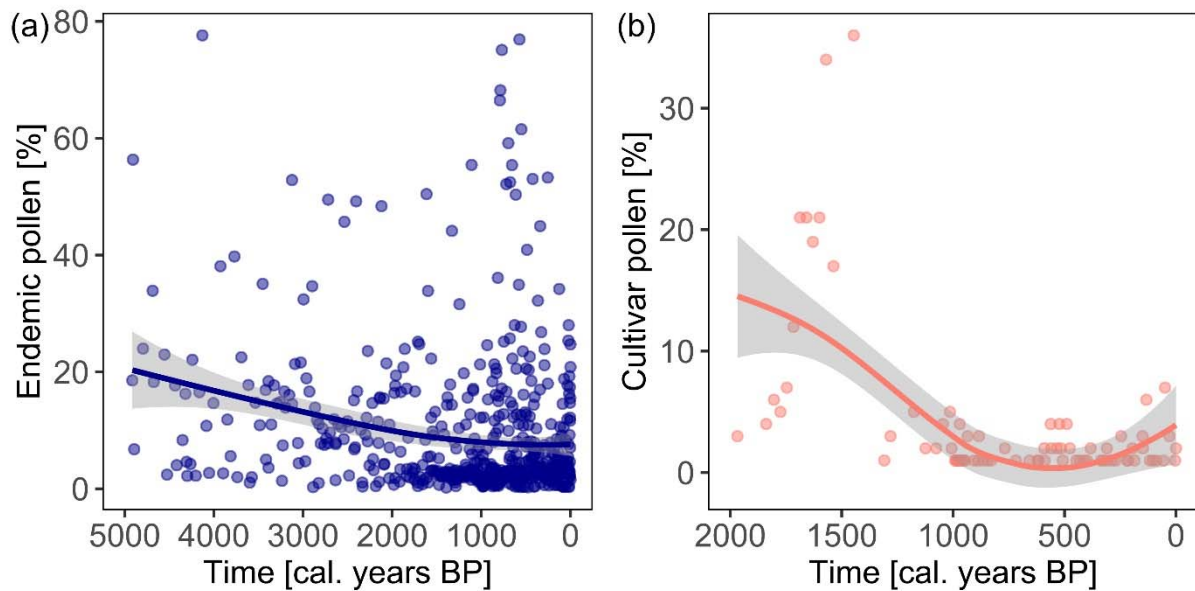 (a)
Endemic pollen [%]
80
60
40
20
0
5000 4000 3000 2000 1000 0
Time [cal. years BP]
(b)
Cultivar pollen [%]
30
20
10
0
2000 1500 1000 500 0
Time [cal. years BP]